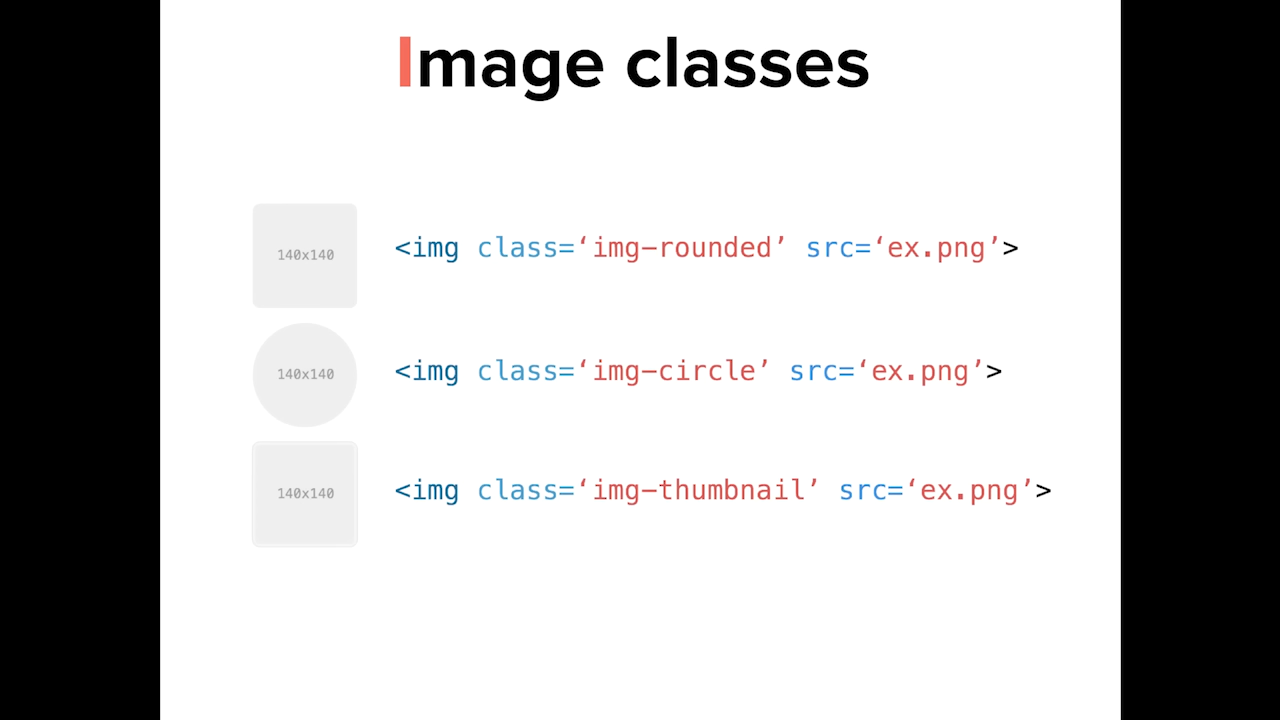 Image classes
140x140
<img class=‘img-rounded’ src=‘ex.png’>
140x140
<img class=‘img-circle’ src=‘ex.png’>
140x140
<img class=‘img-thumbnail’ src=‘ex.png’>